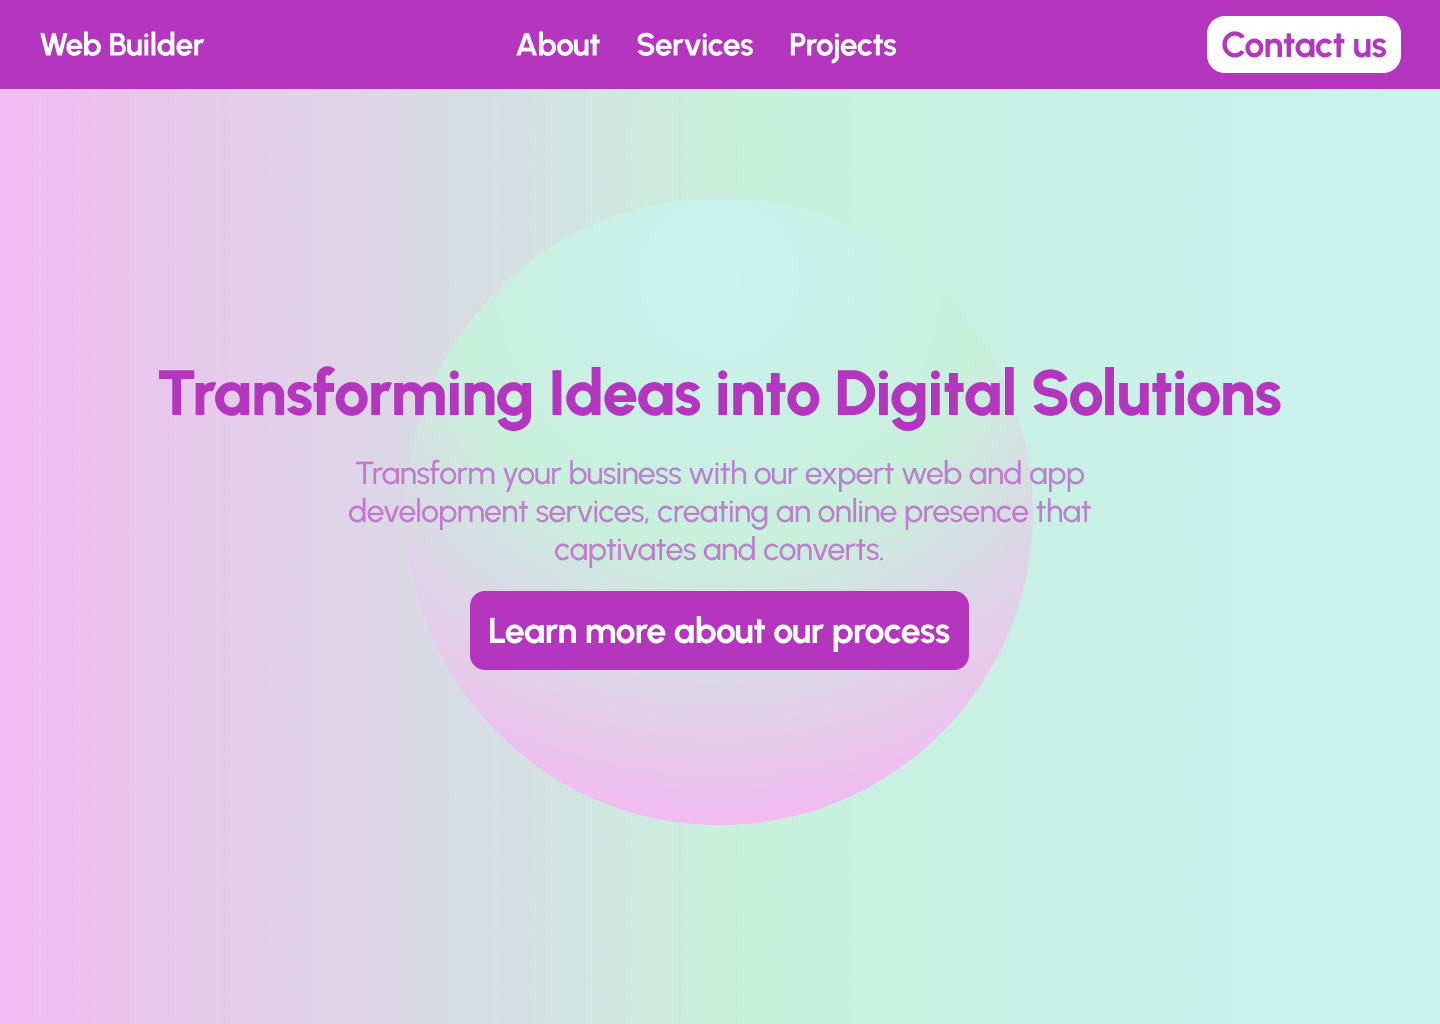 Web Builder
About Services Projects
Contact us
Transforming Ideas into Digital Solutions
Transform your business with our expert web and app
development services, creating an online presence that
captivates and converts.
Learn more about our process